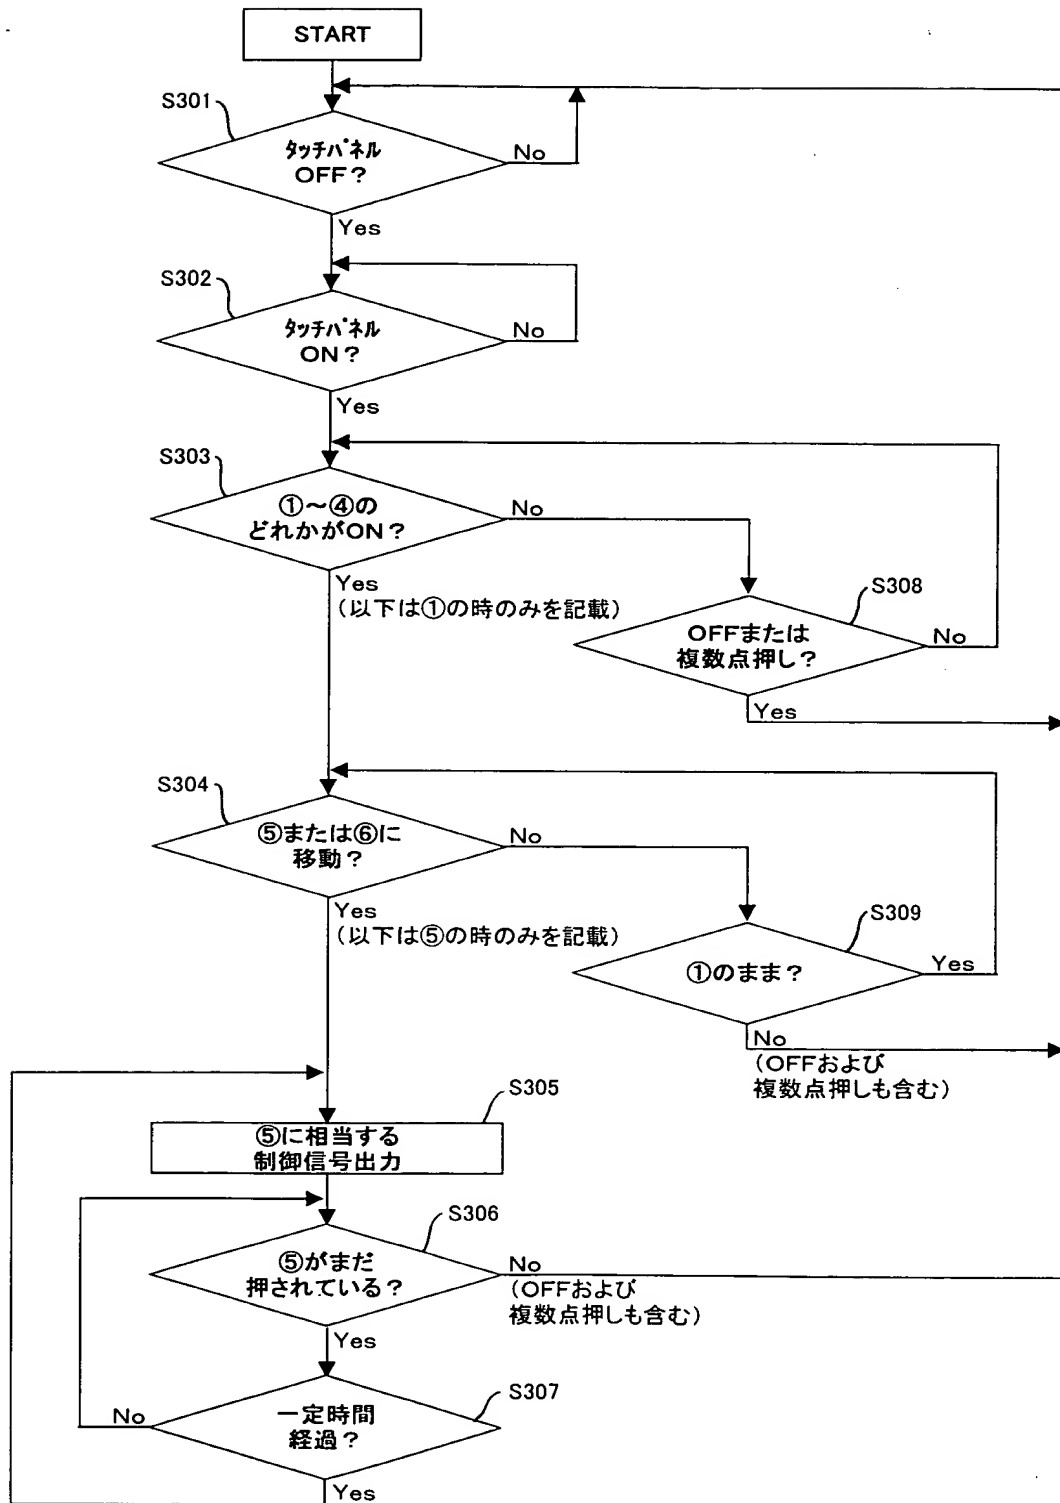 START
S301
タッチパネル
OFF?
No
Yes
S302
タッチパネル
ON?
No
Yes
S303
①~④の
どれかがON?
No
Yes
(以下は①の時のみを記載)
S308
OFFまたは
複数点押し?
No
Yes
S304
⑤または⑥に
移動?
No
Yes
(以下は⑤の時のみを記載)
S309
①のまま?
Yes
No
(OFFおよび
複数点押しも含む)
S305
⑤に相当する
制御信号出力
S306
⑤がまだ
押されている?
No
(OFFおよび
複数点押しも含む)
Yes
S307
一定時間
経過?
No
Yes